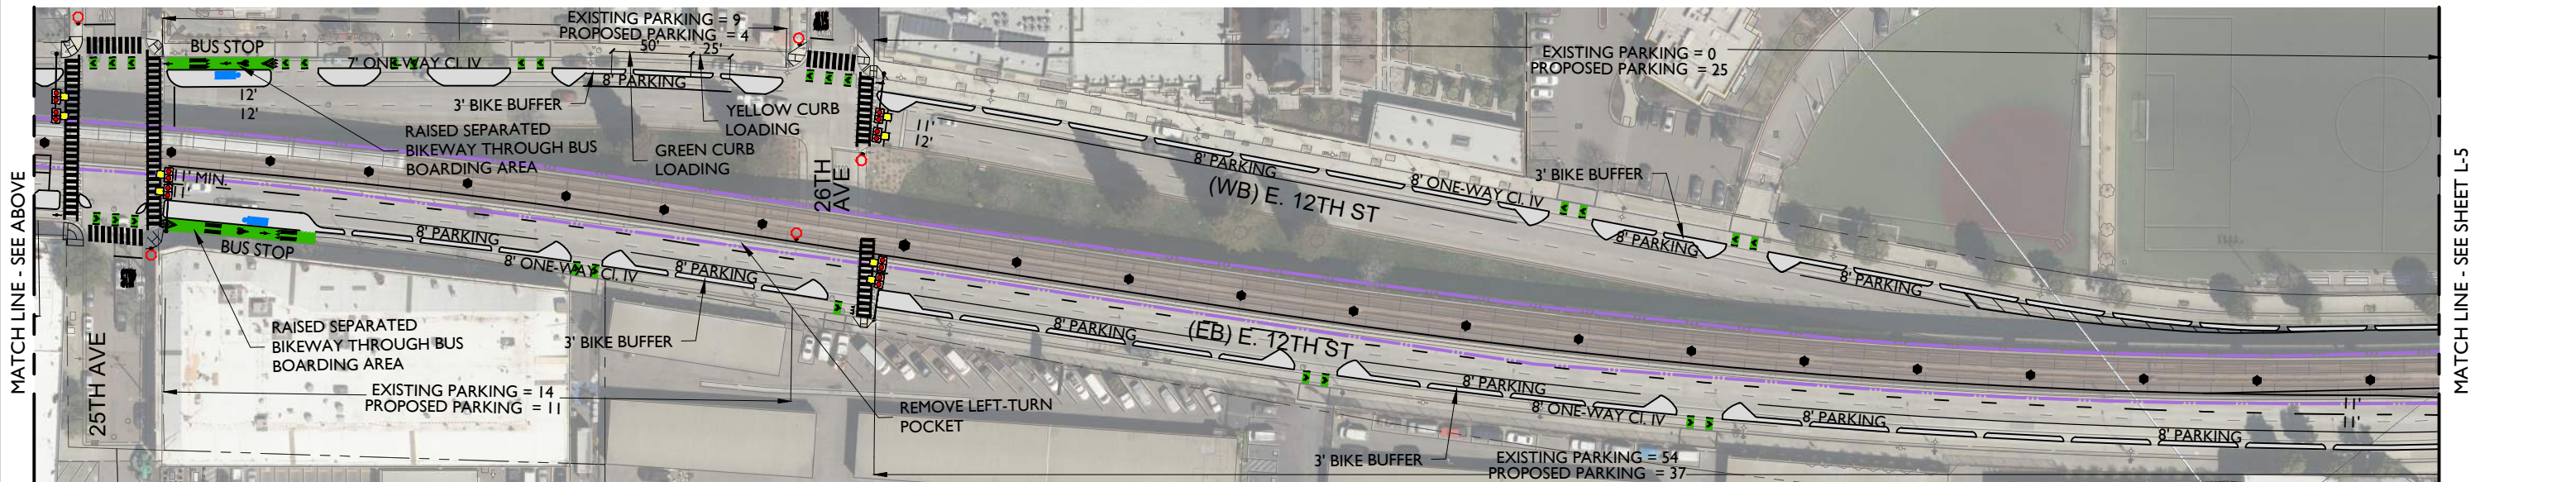 MATCH LINE - SEE ABOVE
EXISTING PARKING = 9
PROPOSED PARKING = 4
50'
25'
BUS STOP
7' ONE-WAY CI. IV
8' PARKING
12'
12'
3' BIKE BUFFER
RAISED SEPARATED
BIKEWAY THROUGH BUS
BOARDING AREA
GREEN CURB
LOADING
YELLOW CURB
LOADING
26TH
AVE
11'
12'
EXISTING PARKING = 0
PROPOSED PARKING = 25
8' PARKING
(WB) E. 12TH ST
8' ONE-WAY CI. IV
3' BIKE BUFFER
8' PARKING
8' PARKING
11' MIN.
11'
BUS STOP
8' PARKING
8' ONE-WAY CI. IV
8' PARKING
3' BIKE BUFFER
25TH AVE
RAISED SEPARATED
BIKEWAY THROUGH BUS
BOARDING AREA
EXISTING PARKING = 14
PROPOSED PARKING = 11
REMOVE LEFT-TURN
POCKET
8' PARKING
(EB) E. 12TH ST
8' PARKING
8' ONE-WAY CI. IV
3' BIKE BUFFER
8' PARKING
8' PARKING
11'
11'
EXISTING PARKING = 54
PROPOSED PARKING = 37
MATCH LINE - SEE SHEET L-5